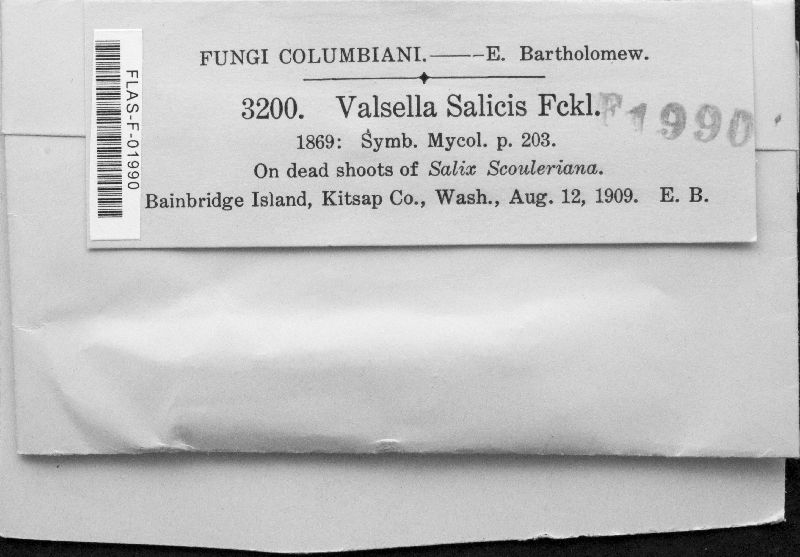 FUNGI COLUMBIANI.——E. Bartholomew.
3200. Valsella Salicis Fckl.
F 1990
1869: Symb. Mycol. p. 203.
On dead shoots of Salix Scouleriana.
Bainbridge Island, Kitsap Co., Wash., Aug. 12, 1909. E. B.
FLAS-F-01990